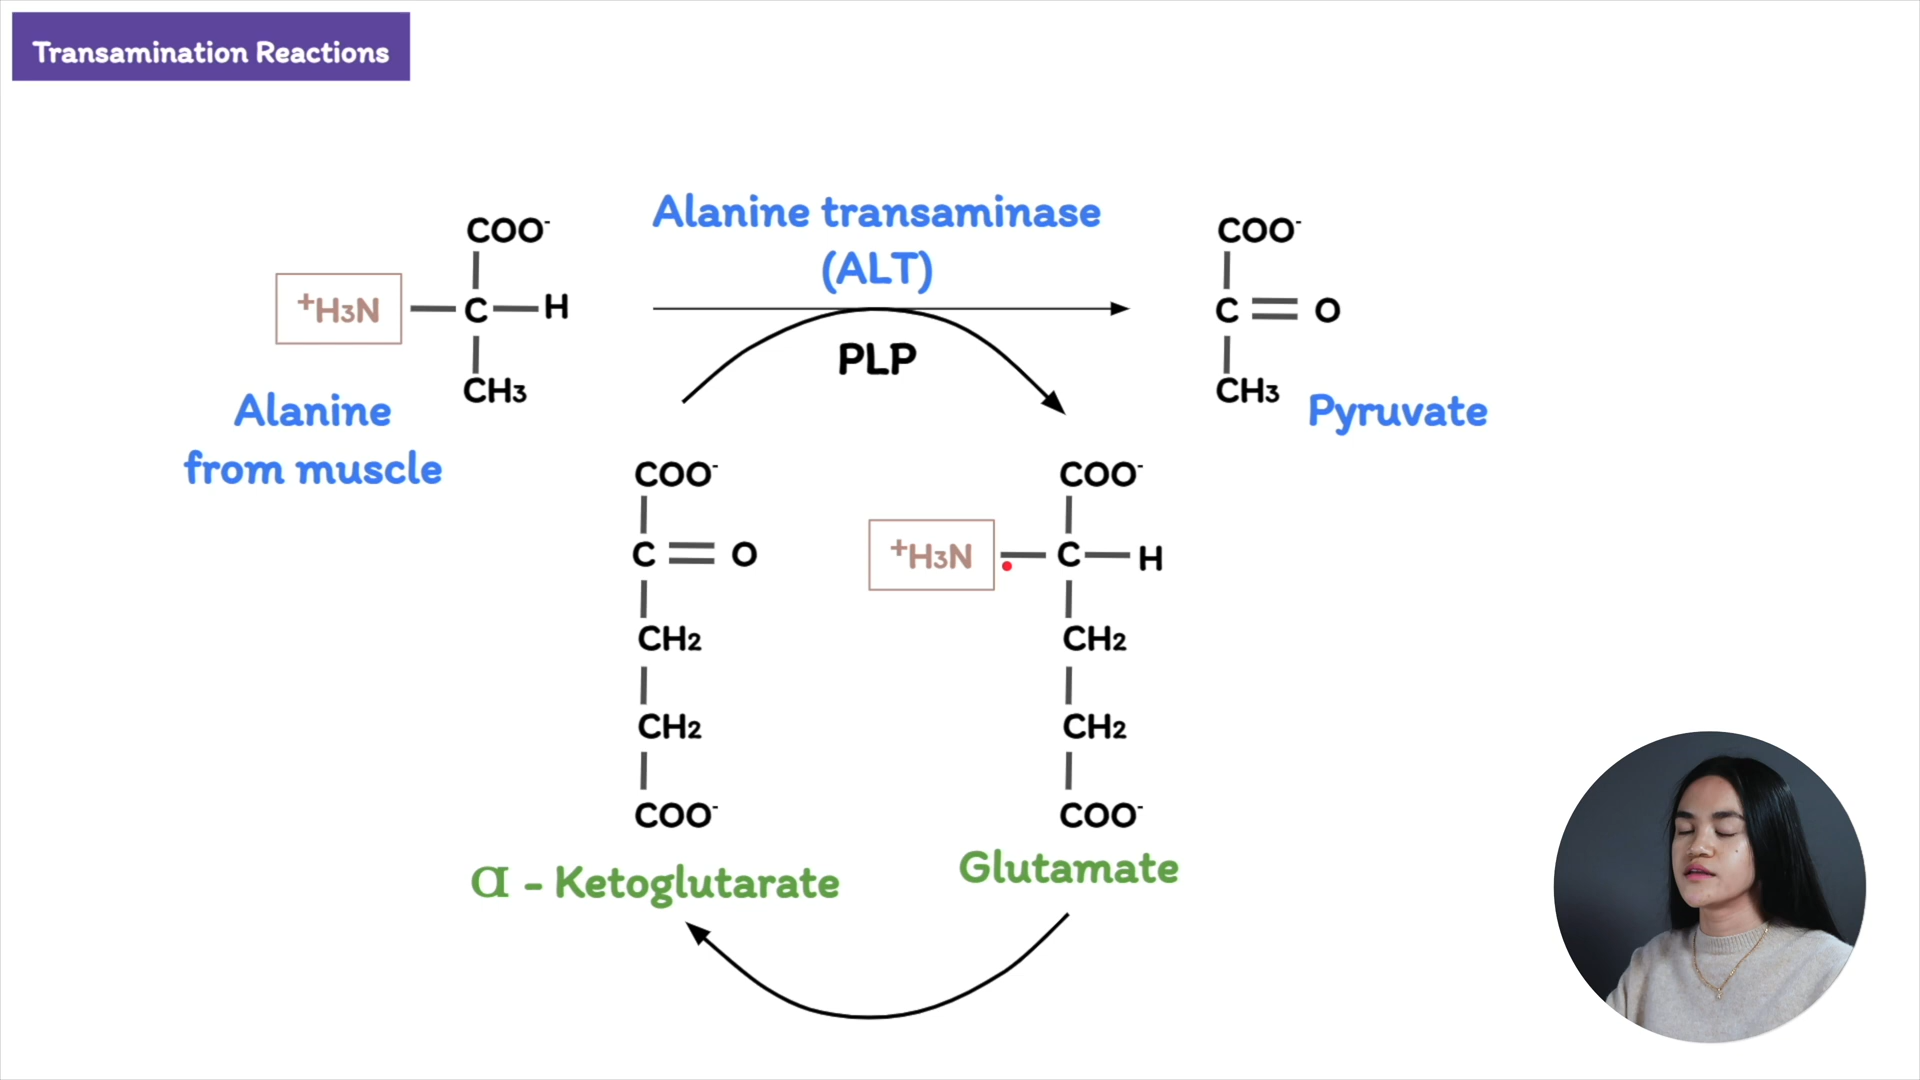 Transamination Reactions
Alanine transaminase
(ALT)
PLP
COO-
+H3N C H
CH3
Alanine
from muscle
COO-
C O
CH3
Pyruvate
COO-
C O
CH2
CH2
COO-
α - Ketoglutarate
COO-
+H3N C H
CH2
CH2
COO-
Glutamate